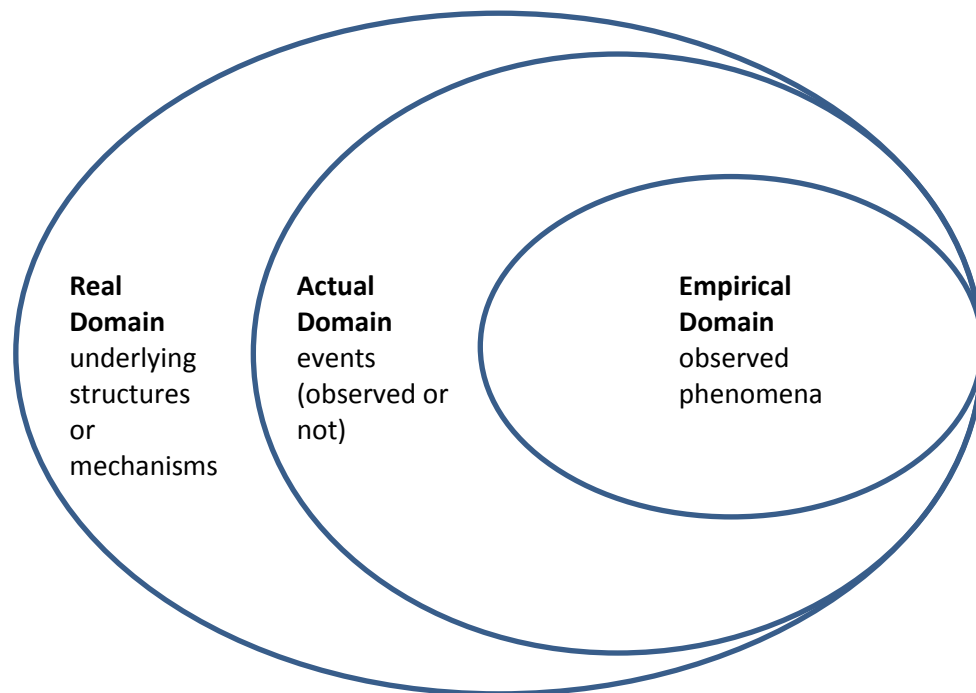 Real
Domain
underlying
structures
or
mechanisms
Actual
Domain
events
(observed or
not)
Empirical
Domain
observed
phenomena